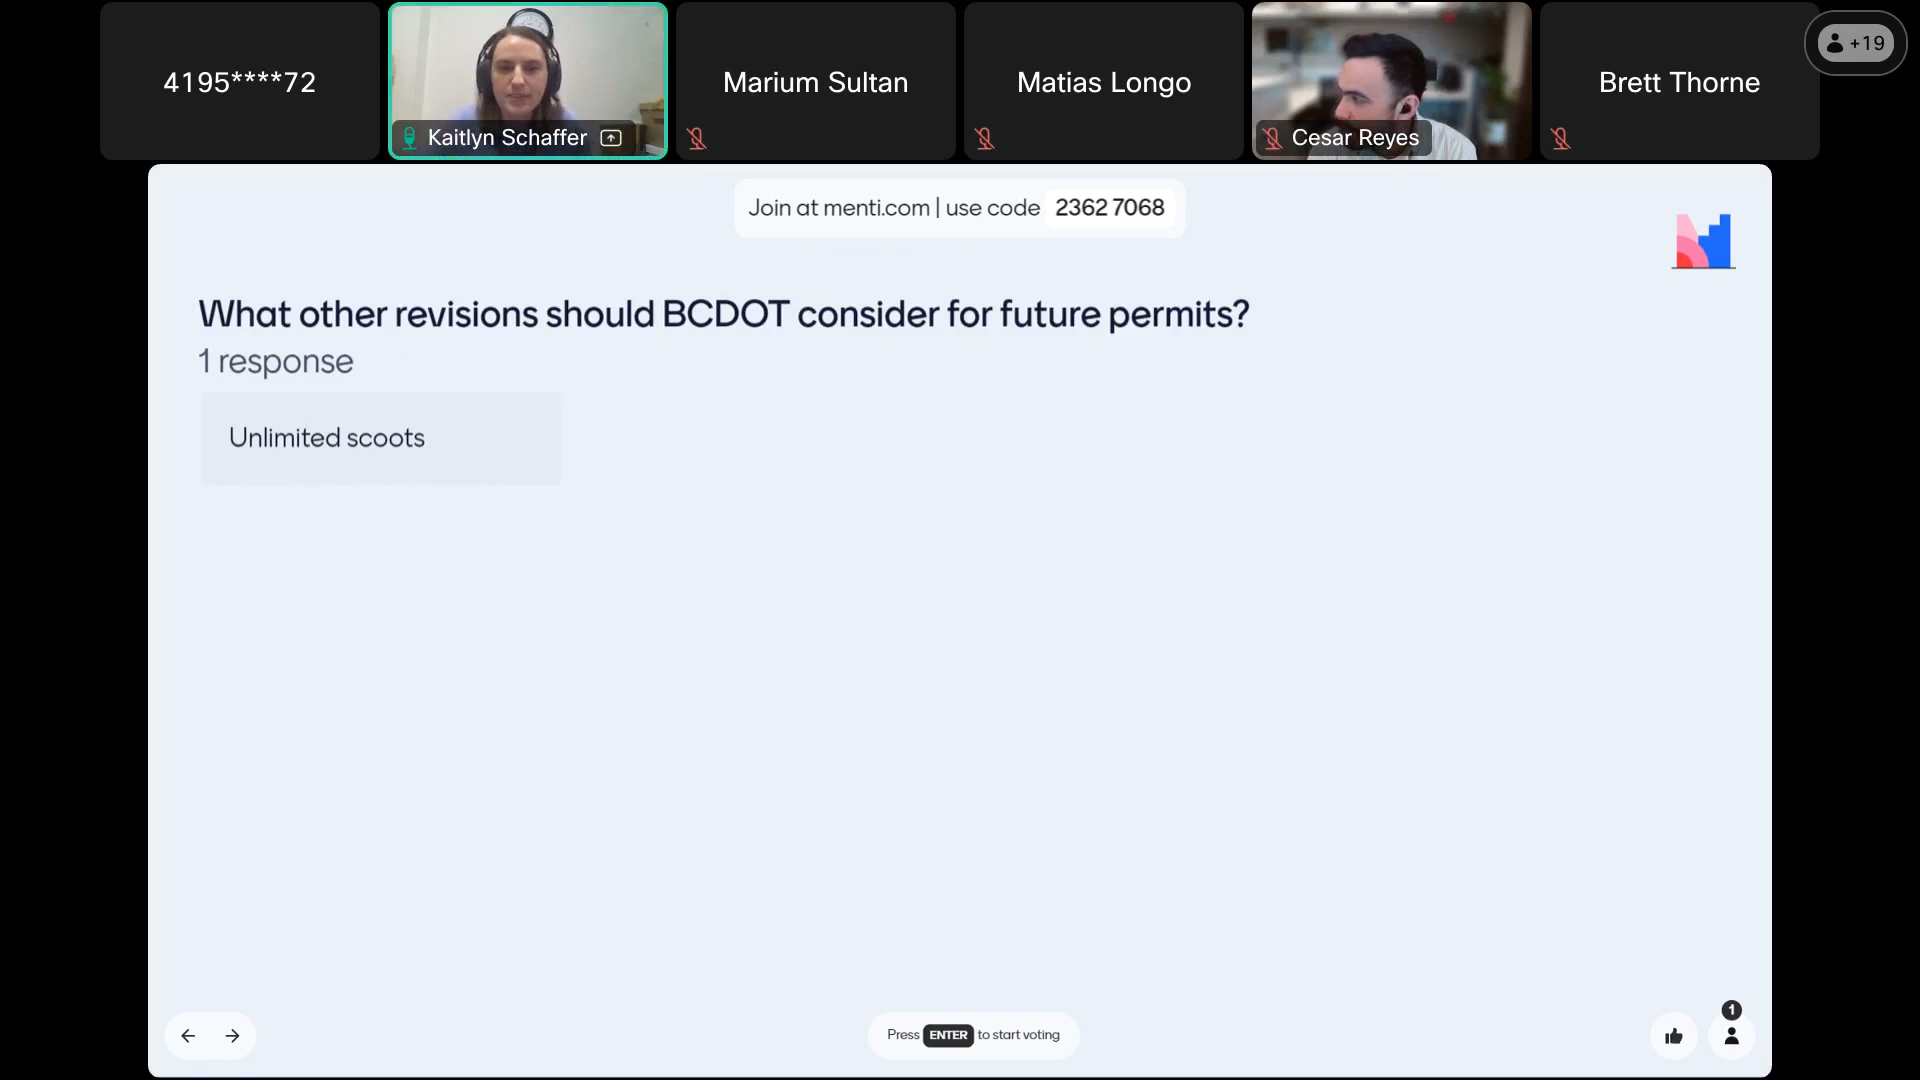 4195****72
Kaitlyn Schaffer
Marium Sultan
Matias Longo
Cesar Reyes
Brett Thorne
+19
Join at menti.com | use code 2362 7068
What other revisions should BCDOT consider for future permits?
1 response
Unlimited scoots
Press ENTER to start voting
1